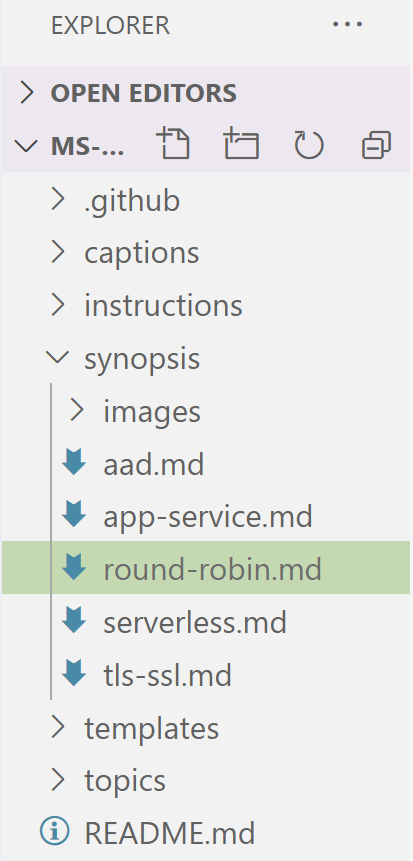 EXPLORER
OPEN EDITORS
MS-...
.github
captions
instructions
synopsis
images
aad.md
app-service.md
round-robin.md
serverless.md
tls-ssl.md
templates
topics
README.md